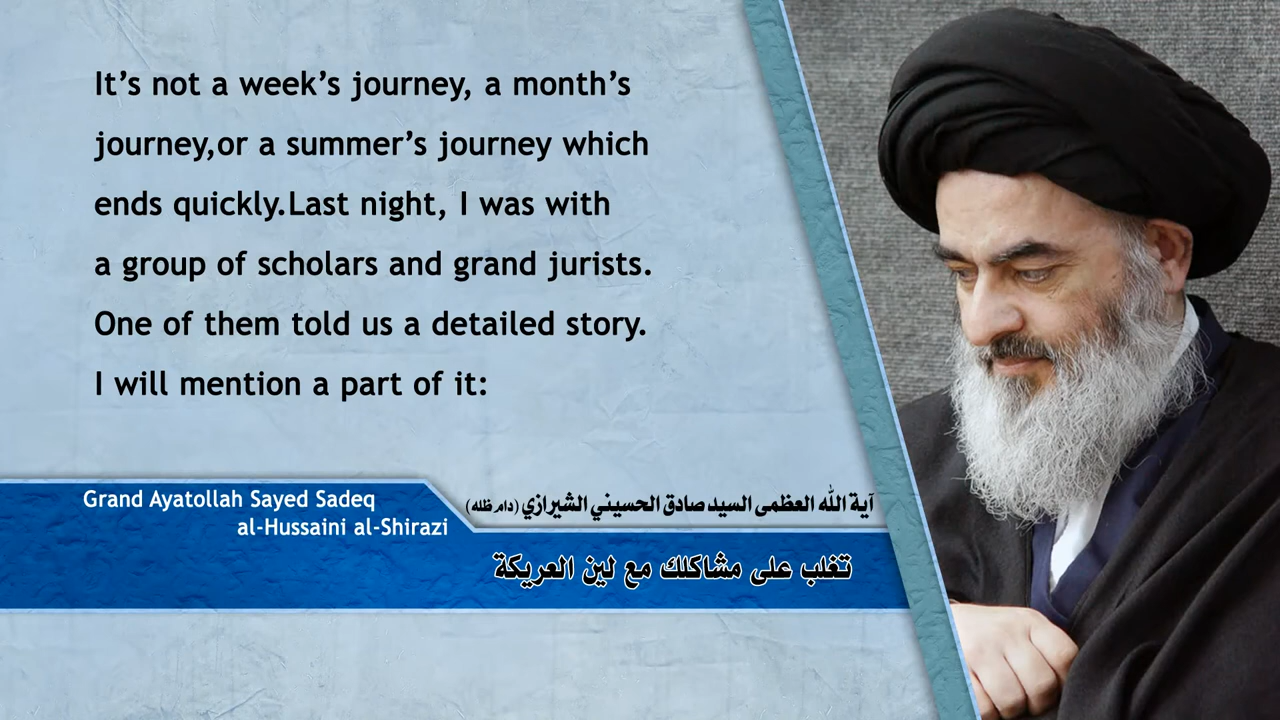 It’s not a week’s journey, a month’s
journey,or a summer’s journey which
ends quickly.Last night, I was with
a group of scholars and grand jurists.
One of them told us a detailed story.
I will mention a part of it:
Grand Ayatollah Sayed Sadeq
al-Hussaini al-Shirazi
آية الله العظمى السيد صادق الحسيني الشيرازي (دام ظله)
تغلب على مشاكلك مع لين العريكة